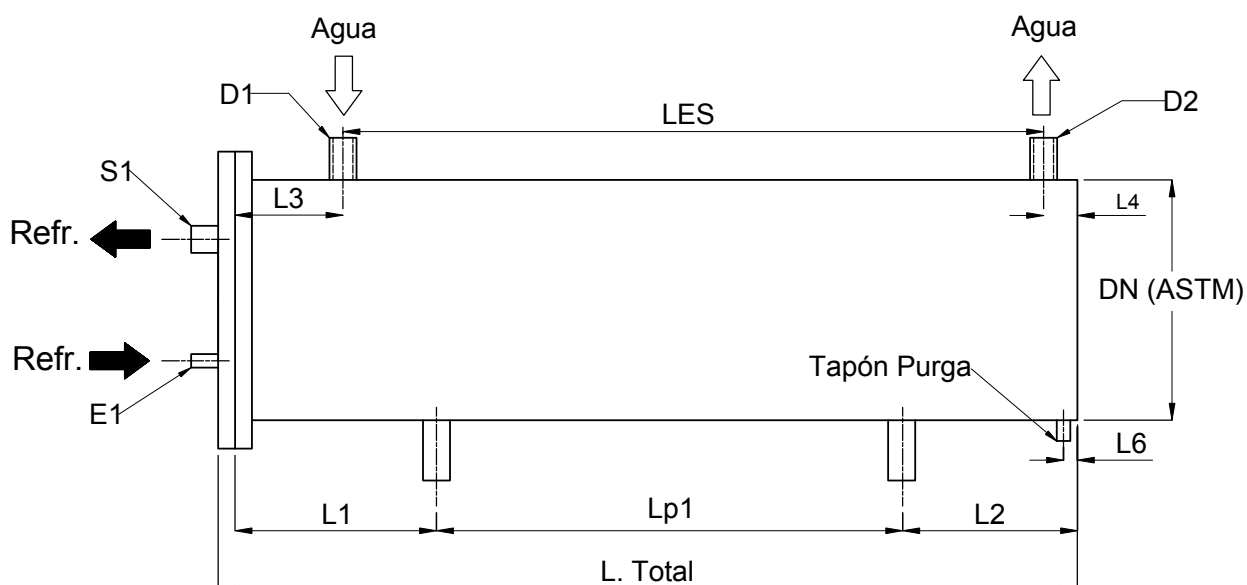 Agua
Agua
D1
LES
D2
S1
L3
L4
Refr.
DN (ASTM)
Refr.
Tapón Purga
E1
L6
L1
Lp1
L2
L. Total